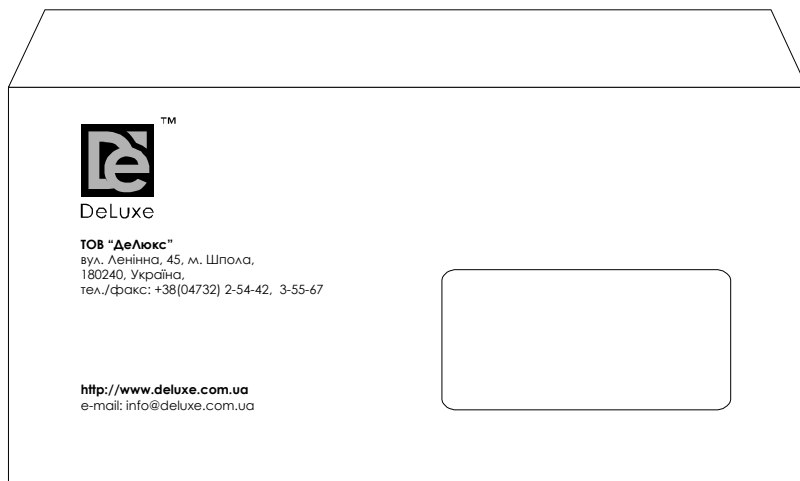 TM
De
DeLuxe
ТОВ “ДеЛюкс”
вул. Ленінна, 45, м. Шпола,
180240, Україна,
тел./факс: +38(04732) 2-54-42, 3-55-67
http://www.deluxe.com.ua
e-mail: info@deluxe.com.ua